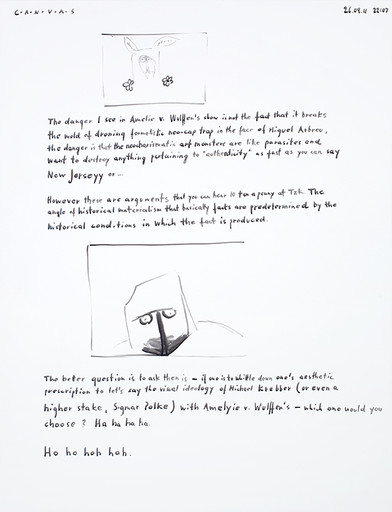 C·A·N·V·A·S 26.09.11 22:07
The danger I see in Amelie v. Wulffen's show is not the fact that it breaks
the mold of droning femalistic neo-cap trap in the face of Miguel Abreu,
the danger is that the neocharismatic art monsters are like parasites and
want to destroy anything pertaining to "authenticity" as fast as you can say
New Jerseyy or ...
However these are arguments that you can hear 10 to a penny at Tzk. The
angle of historical materialism that basically facts are predetermined by the
historical conditions in which the fact is produced.
The better question is to ask then is – if one is to whittle down one's aesthetic
prescription to let's say the visual ideology of Michael Krebber (or even a
higher stake, Sigmar Polke) with Amelyie v. Wulffen's – which one would you
choose? Ha ha ha ha.
Ho ho hoh hoh.